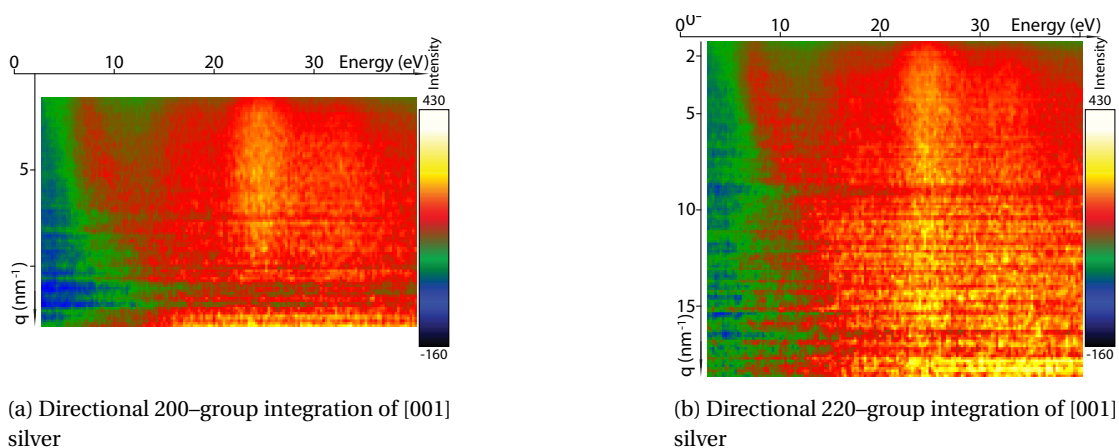 0 10 20 30 Energy (eV)
Intensity
430
5
q (nm⁻¹)
-160
(a) Directional 200–group integration of [001]
silver
0 0 10 20 30 Energy (eV)
Intensity
430
2
5
10
15
q (nm⁻¹)
-160
(b) Directional 220–group integration of [001]
silver